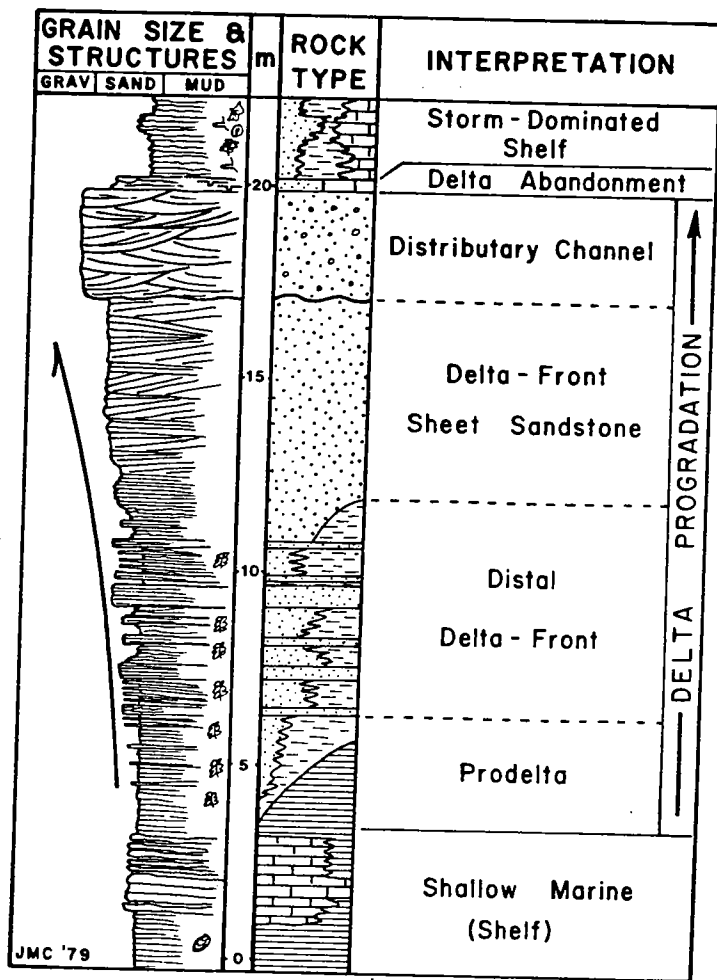 GRAIN SIZE &
STRUCTURES
GRAV SAND MUD
m
ROCK
TYPE
INTERPRETATION
Storm-Dominated
Shelf
Delta Abandonment
20
Distributary Channel
15
Delta-Front
Sheet Sandstone
10
Distal
Delta-Front
5
Prodelta
Shallow Marine
(Shelf)
0
DELTA PROGRADATION
JMC '79